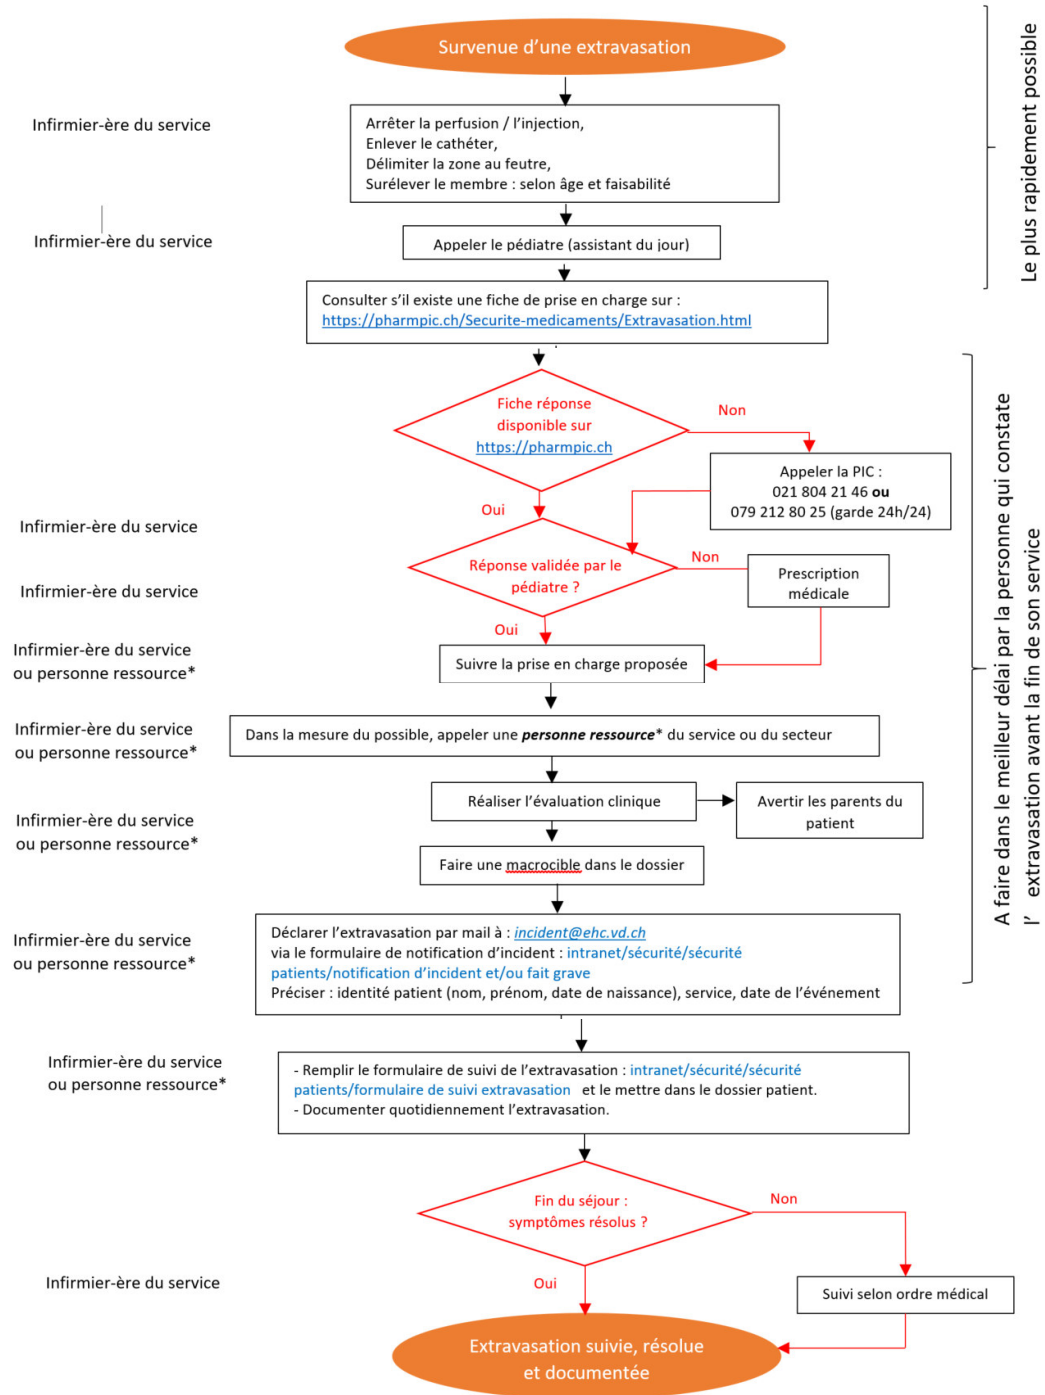 Survenue d'une extravasation
Le plus rapidement possible
Infirmier-ère du service
Arrêter la perfusion / l'injection,
Enlever le cathéter,
Délimiter la zone au feutre,
Surélever le membre : selon âge et faisabilité
Infirmier-ère du service
Appeler le pédiatre (assistant du jour)
Consulter s'il existe une fiche de prise en charge sur :
https://pharmpic.ch/Securite-medicaments/Extravasation.html
A faire dans le meilleur délai par la personne qui constate
l' extravasation avant la fin de son service
Fiche réponse
disponible sur
https://pharmpic.ch
Non
Appeler la PIC :
021 804 21 46 ou
079 212 80 25 (garde 24h/24)
Oui
Infirmier-ère du service
Réponse validée par le
pédiatre ?
Non
Prescription
médicale
Infirmier-ère du service
Oui
Infirmier-ère du service
ou personne ressource*
Suivre la prise en charge proposée
Infirmier-ère du service
ou personne ressource*
Dans la mesure du possible, appeler une personne ressource* du service ou du secteur
Réaliser l'évaluation clinique
Avertir les parents du
patient
Infirmier-ère du service
ou personne ressource*
Faire une macrocible dans le dossier
Infirmier-ère du service
ou personne ressource*
Déclarer l'extravasation par mail à : incident@ehc.vd.ch
via le formulaire de notification d'incident : intranet/sécurité/sécurité
patients/notification d'incident et/ou fait grave
Préciser : identité patient (nom, prénom, date de naissance), service, date de l'événement
Infirmier-ère du service
ou personne ressource*
- Remplir le formulaire de suivi de l'extravasation : intranet/sécurité/sécurité
patients/formulaire de suivi extravasation et le mettre dans le dossier patient.
- Documenter quotidiennement l'extravasation.
Fin du séjour :
symptômes résolus ?
Non
Infirmier-ère du service
Oui
Suivi selon ordre médical
Extravasation suivie, résolue
et documentée